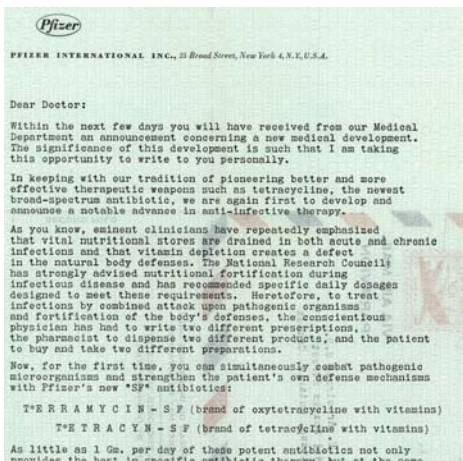 Pfizer
PFIZER INTERNATIONAL INC., 25 Broad Street, New York 4, N.Y., U.S.A.
Dear Doctor:
Within the next few days you will have received from our Medical
Department an announcement concerning a new medical development.
The significance of this development is such that I am taking
this opportunity to write to you personally.
In keeping with our tradition of pioneering better and more
effective therapeutic weapons such as tetracycline, the newest
broad-spectrum antibiotic, we are again first to develop and
announce a notable advance in anti-infective therapy.
As you know, eminent clinicians have repeatedly emphasized
that vital nutritional stores are drained in both acute and chronic
infections and that vitamin depletion creates a defect
in the natural body defenses. The National Research Council
has strongly advised nutritional fortification during
infectious disease and has recommended specific daily dosages
designed to meet these requirements. Heretofore, to treat
infections by combined attack upon pathogenic organisms
and fortification of the body's defenses, the conscientious
physician has had to write two different prescriptions,
the pharmacist to dispense two different products, and the patient
to buy and take two different preparations.
Now, for the first time, you can simultaneously combat pathogenic
microorganisms and strengthen the patient's own defense mechanisms
with Pfizer's new "SF" antibiotics:
T*E R R A M Y C I N - S F (brand of oxytetracycline with vitamins)
T*E T R A C Y N - S F (brand of tetracycline with vitamins)
As little as 1 Gm. per day of these potent antibiotics not only
provides the best in specific antibiotic therapy but at the same